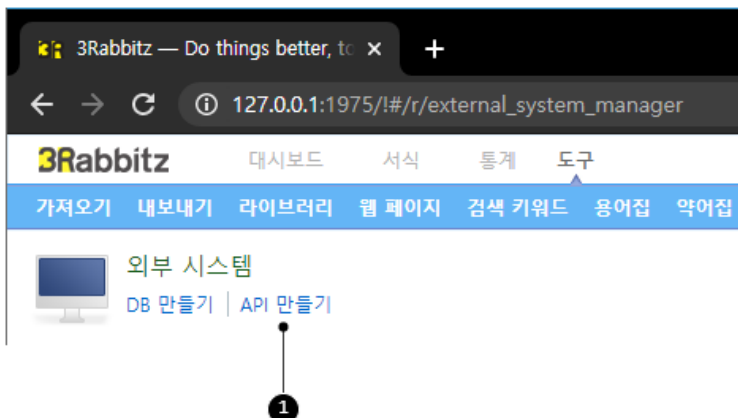 3Rabbitz — Do things better, to
127.0.0.1:1975/!#/r/external_system_manager
3Rabbitz 대시보드 서식 통계 도구
가져오기 내보내기 라이브러리 웹 페이지 검색 키워드 용어집 약어집
외부 시스템
DB 만들기 API 만들기
1